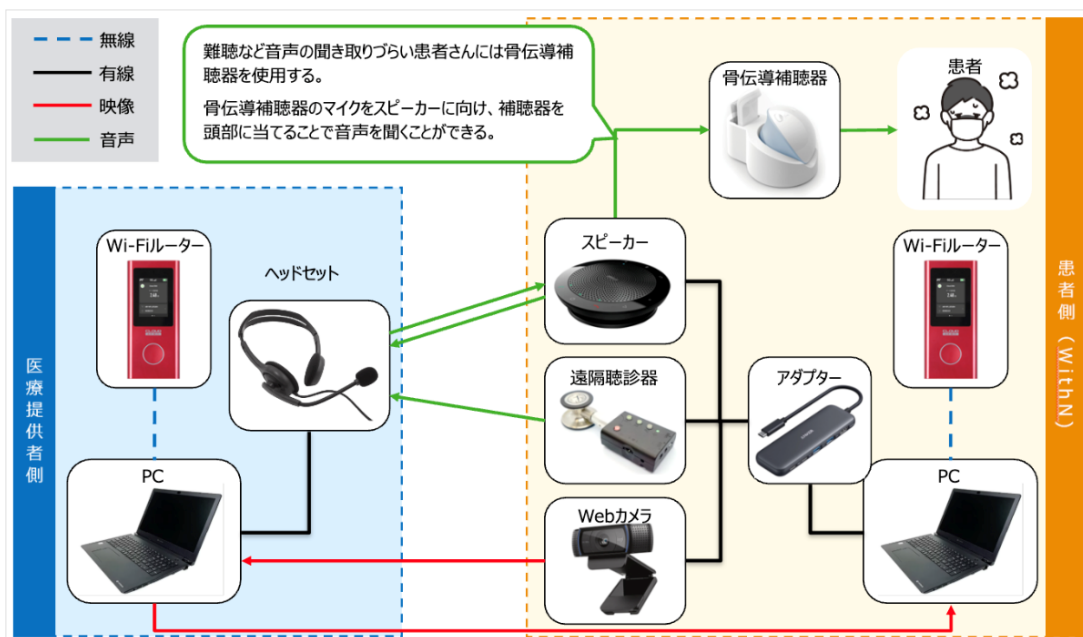 無線
有線
映像
音声
難聴など音声の聞き取りづらい患者さんには骨伝導補
聴器を使用する。
骨伝導補聴器のマイクをスピーカーに向け、補聴器を
頭部に当てることで音声を聞くことができる。
骨伝導補聴器
患者
医療提供者側
Wi-Fiルーター
ヘッドセット
PC
スピーカー
遠隔聴診器
Webカメラ
アダプター
Wi-Fiルーター
PC
患者側(WithN)